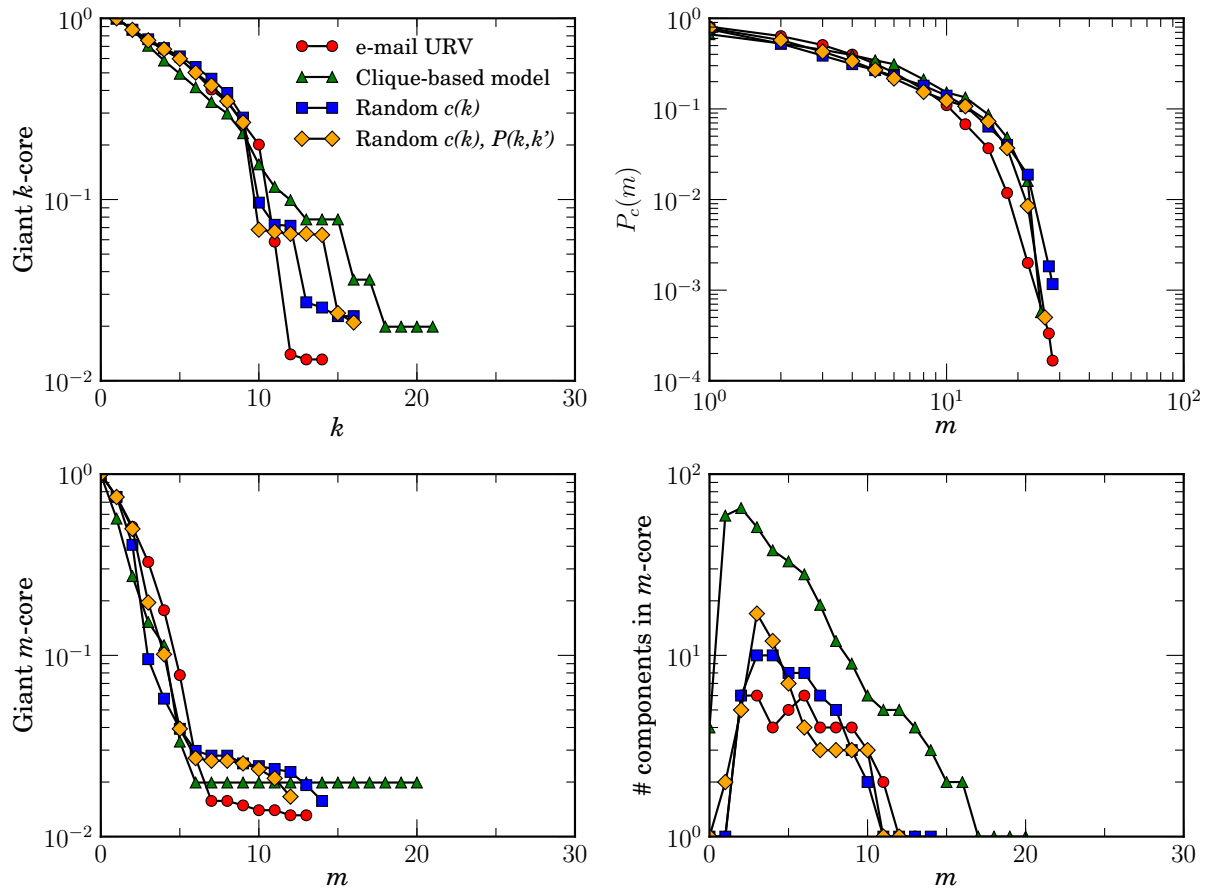 10^0
10^{-1}
10^{-2}
Giant k-core
0
10
20
30
k
e-mail URV
Clique-based model
Random c(k)
Random c(k), P(k,k')
10^0
10^{-1}
10^{-2}
10^{-3}
10^{-4}
P_c(m)
10^0
10^1
10^2
m
10^0
10^{-1}
10^{-2}
Giant m-core
0
10
20
30
m
10^2
10^1
10^0
# components in m-core
0
10
20
30
m